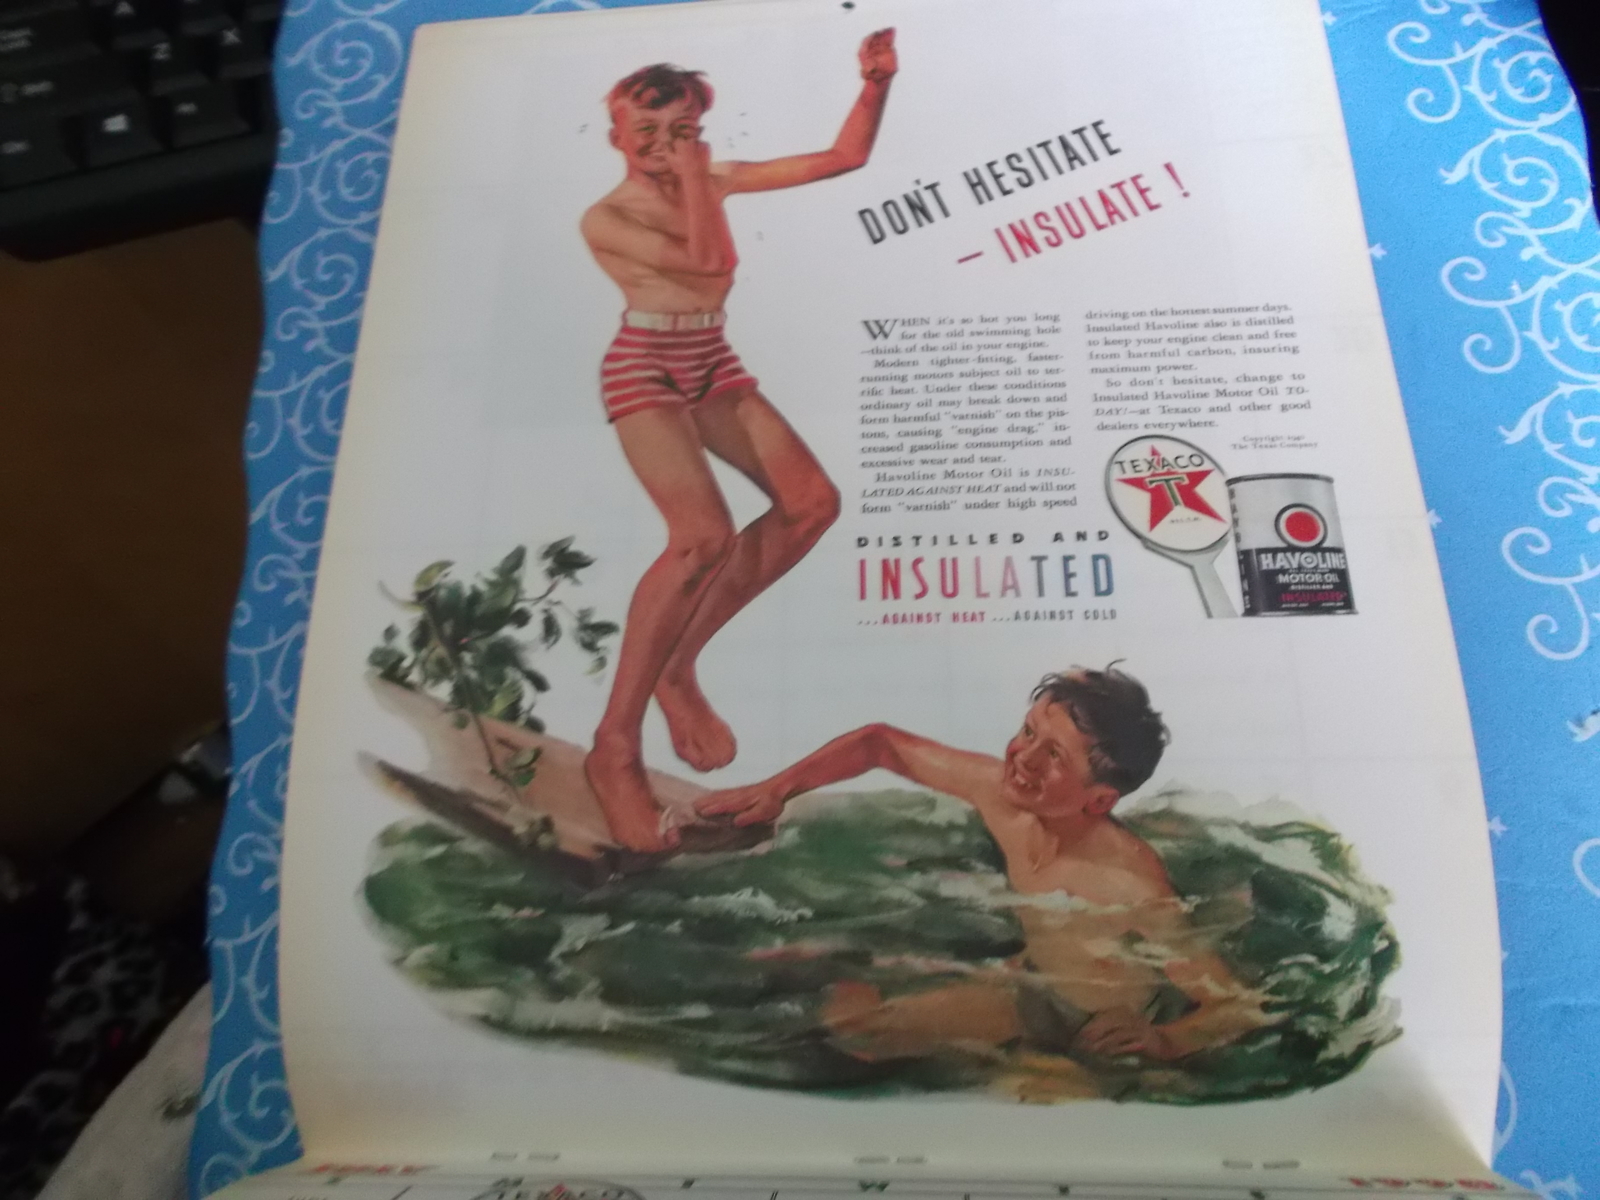 DON'T HESITATE
— INSULATE !
WHEN it's so hot you long
for the old swimming hole
—think of the oil in your engine.
Modern tighter-fitting, faster-
running motors subject oil to ter-
rific heat. Under these conditions
ordinary oil may break down and
form harmful "varnish" on the pis-
tons, causing "engine drag," in-
creased gasoline consumption and
excessive wear and tear.
Havoline Motor Oil is INSU-
LATED AGAINST HEAT and will not
form "varnish" under high speed
driving on the hottest summer days.
Insulated Havoline also is distilled
to keep your engine clean and free
from harmful carbon, insuring
maximum power.
So don't hesitate, change to
Insulated Havoline Motor Oil TO-
DAY!—at Texaco and other good
dealers everywhere.
Copyright
The Texas Company
TEXACO
T
HAVOLINE
MOTOR OIL
DISTILLED AND
INSULATED
DISTILLED AND
INSULATED
...AGAINST HEAT...AGAINST COLD
TEXACO
Z
X